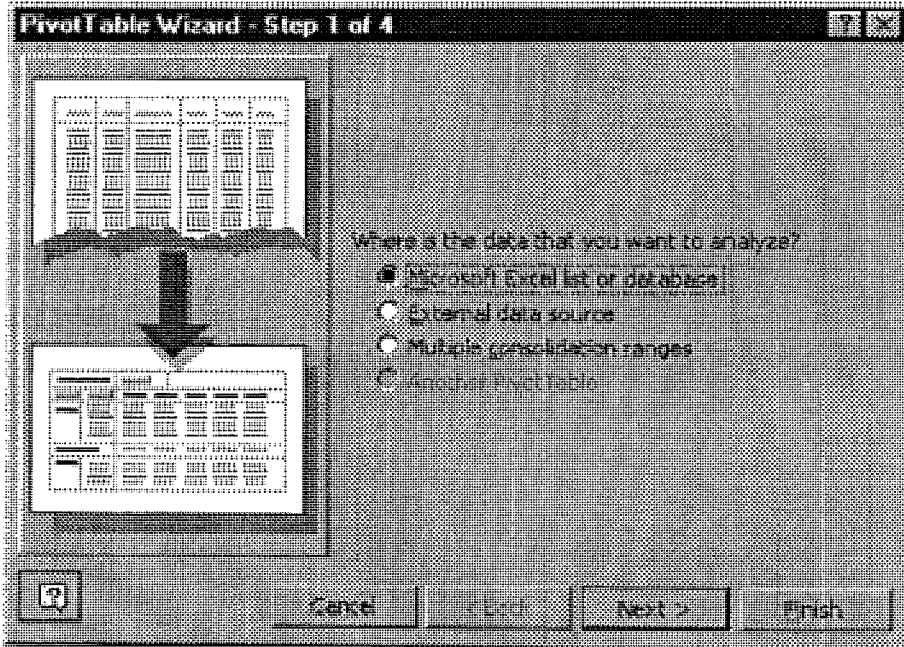 PivotTable Wizard - Step 1 of 4
Where is the data that you want to analyze?
Microsoft Excel list or database
External data source
Multiple consolidation ranges
Another PivotTable
Cancel
< Back
Next >
Finish